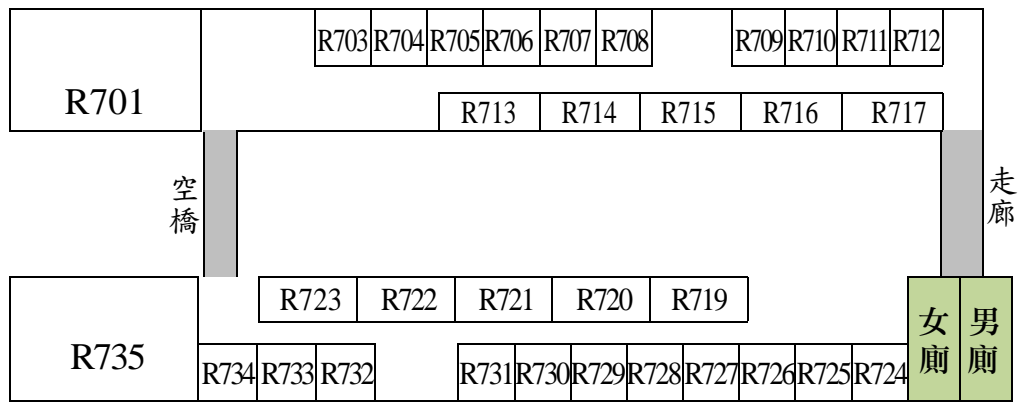 R703 R704 R705 R706 R707 R708 R709 R710 R711 R712
R701
R713 R714 R715 R716 R717
空橋
走廊
R723 R722 R721 R720 R719
女廁
男廁
R735
R734 R733 R732 R731 R730 R729 R728 R727 R726 R725 R724